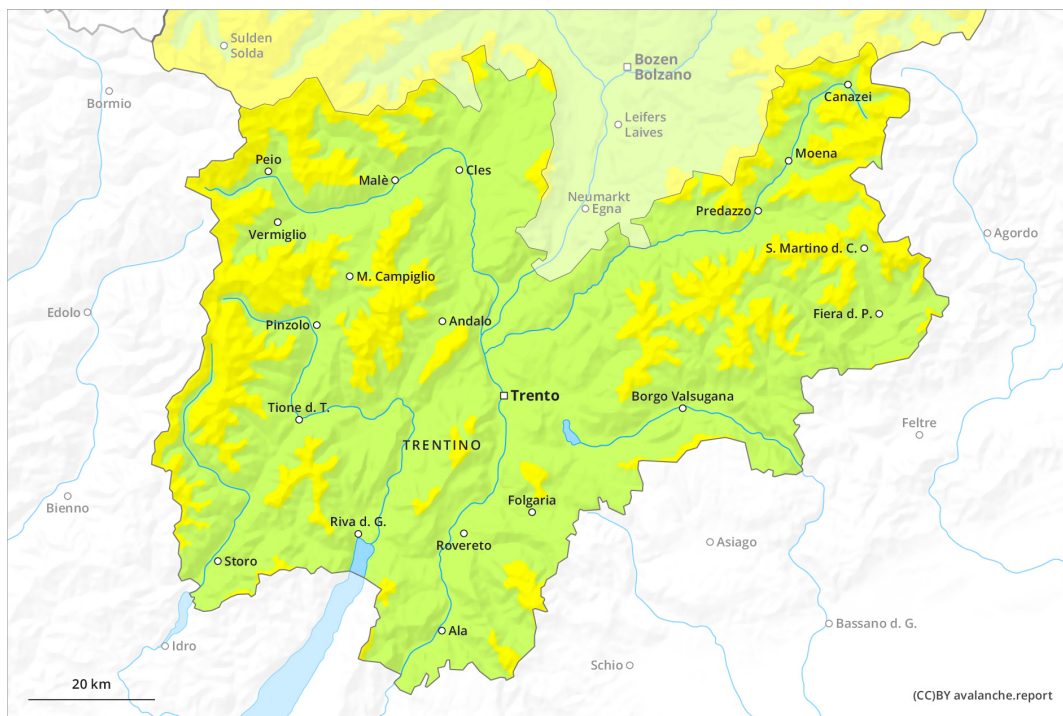 Sulden
Solda
Bozen
Bolzano
Bormio
Canazei
Leifers
Laives
Moena
Peio
Malè
Cles
Neumarkt
Egna
Predazzo
Vermiglio
Agordo
S. Martino d. C.
M. Campiglio
Edolo
Pinzolo
Andalo
Fiera d. P.
Trento
Borgo Valsugana
Tione d. T.
Feltre
TRENTINO
Bienno
Folgaria
Riva d. G.
Rovereto
Asiago
Storo
Bassano d. G.
Ala
Idro
Schio
20 km
(CC)BY avalanche.report